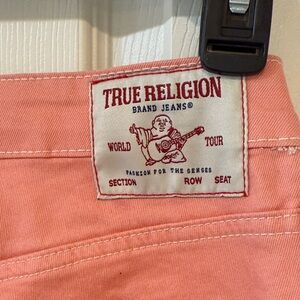 TRUE RELIGION
BRAND JEANS®
WORLD TOUR
FASHION FOR THE SENSES
SECTION ROW SEAT